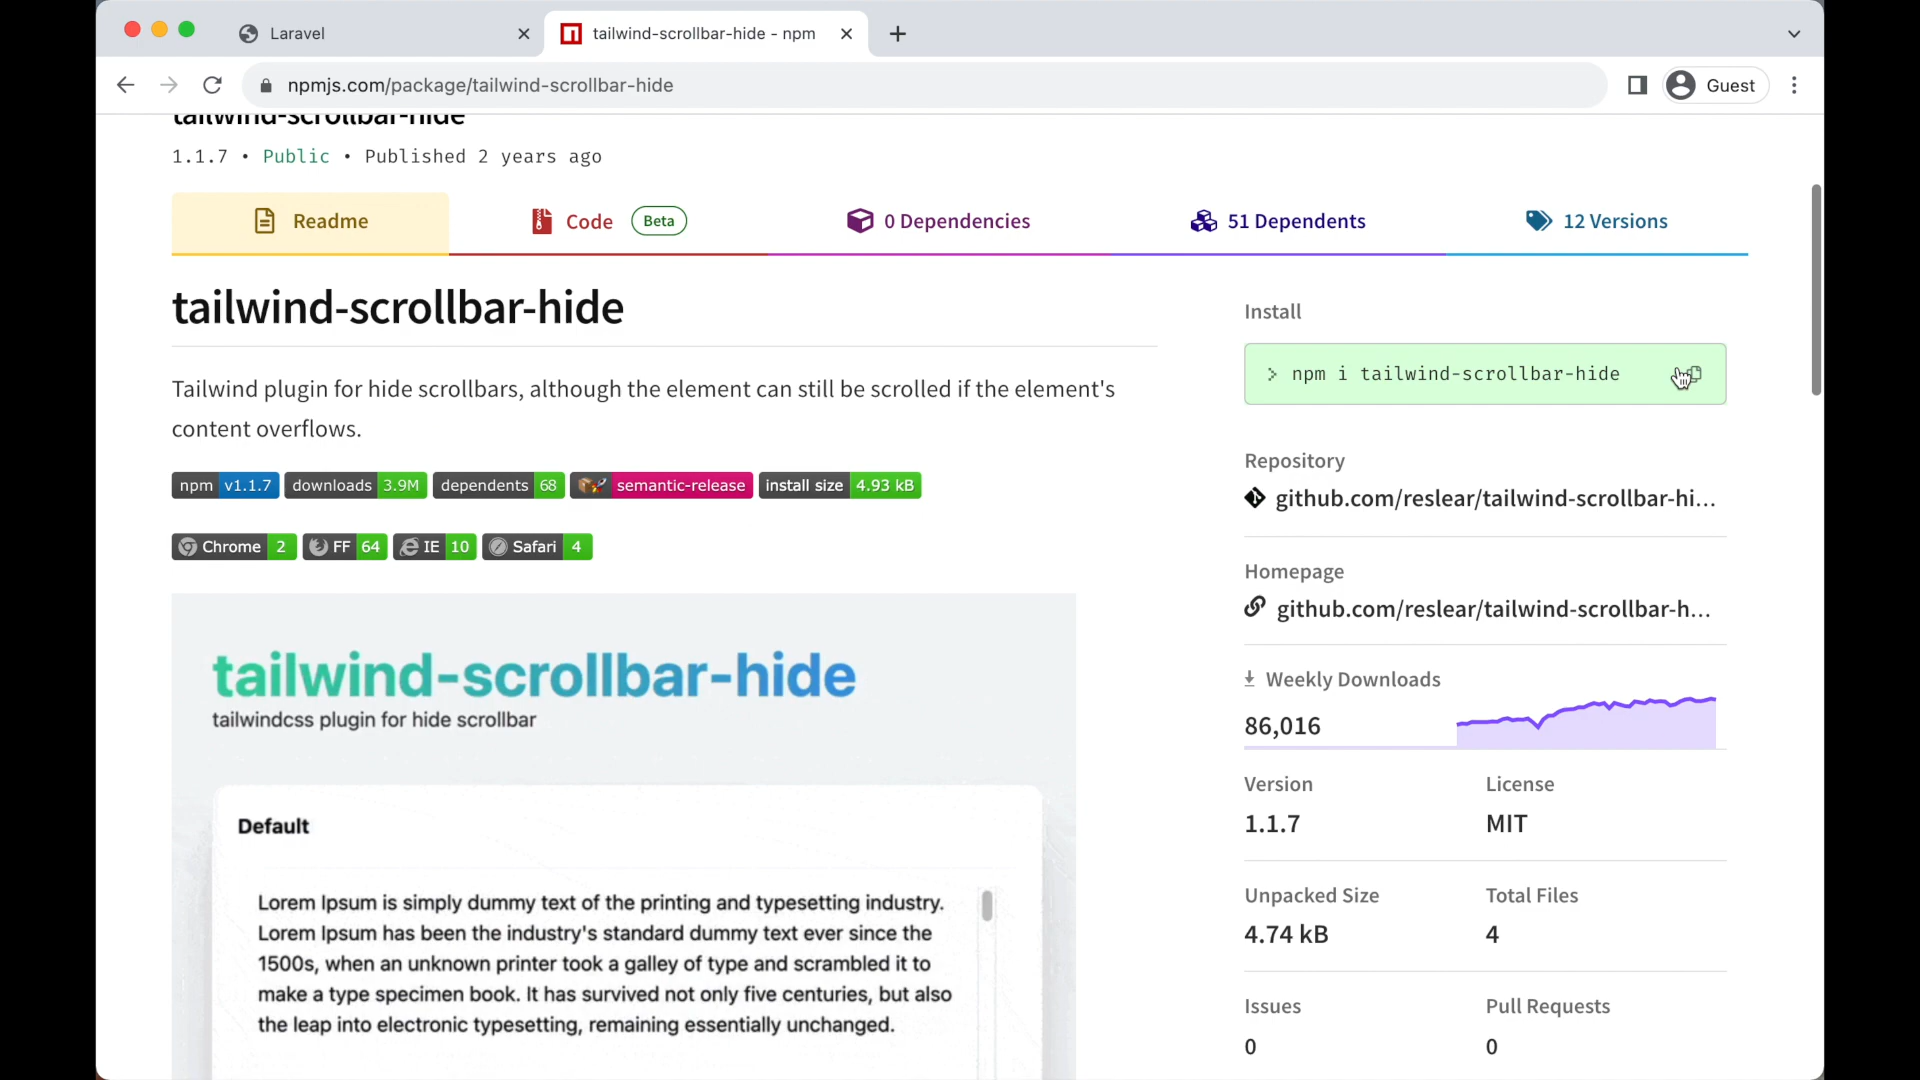 Laravel
tailwind-scrollbar-hide - npm
npmjs.com/package/tailwind-scrollbar-hide
Guest
tailwind-scrollbar-hide
1.1.7 • Public • Published 2 years ago
Readme
Code Beta
0 Dependencies
51 Dependents
12 Versions
tailwind-scrollbar-hide
Tailwind plugin for hide scrollbars, although the element can still be scrolled if the element's
content overflows.
npm v1.1.7 downloads 3.9M dependents 68 semantic-release install size 4.93 kB
Chrome 2 FF 64 IE 10 Safari 4
tailwind-scrollbar-hide
tailwindcss plugin for hide scrollbar
Default
Lorem Ipsum is simply dummy text of the printing and typesetting industry.
Lorem Ipsum has been the industry's standard dummy text ever since the
1500s, when an unknown printer took a galley of type and scrambled it to
make a type specimen book. It has survived not only five centuries, but also
the leap into electronic typesetting, remaining essentially unchanged.
Install
> npm i tailwind-scrollbar-hide
Repository
github.com/reslear/tailwind-scrollbar-hi...
Homepage
github.com/reslear/tailwind-scrollbar-h...
Weekly Downloads
86,016
Version
1.1.7
License
MIT
Unpacked Size
4.74 kB
Total Files
4
Issues
0
Pull Requests
0